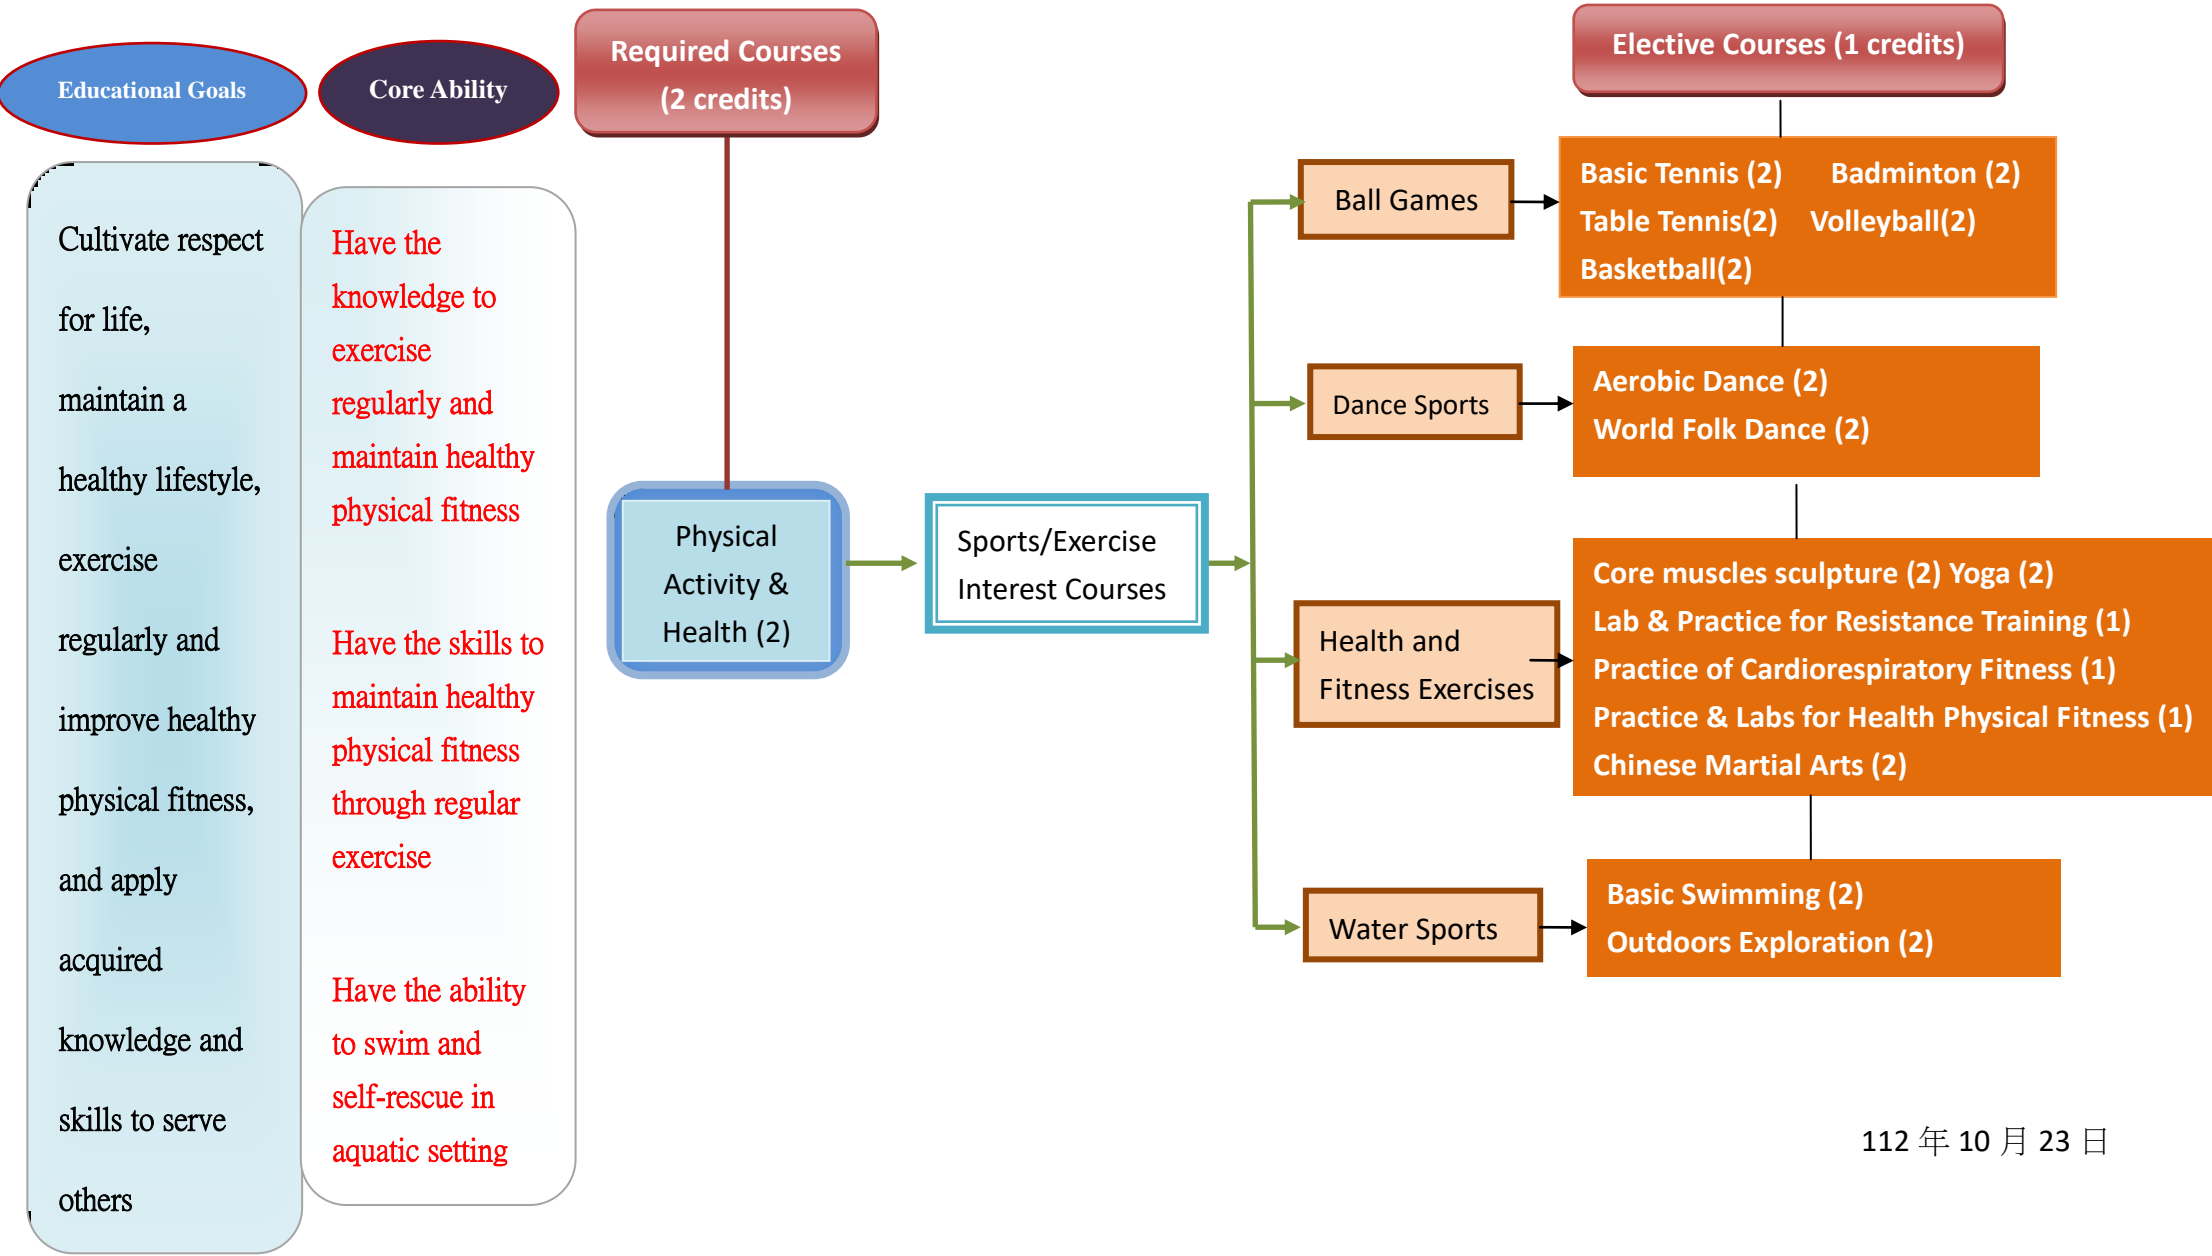 Educational Goals
Cultivate respect
for life,
maintain a
healthy lifestyle,
exercise
regularly and
improve healthy
physical fitness,
and apply
acquired
knowledge and
skills to serve
others
Core Ability
Have the
knowledge to
exercise
regularly and
maintain healthy
physical fitness
Have the skills to
maintain healthy
physical fitness
through regular
exercise
Have the ability
to swim and
self-rescue in
aquatic setting
Required Courses
(2 credits)
Physical
Activity &
Health (2)
Sports/Exercise
Interest Courses
Elective Courses (1 credits)
Ball Games
Basic Tennis (2) Badminton (2)
Table Tennis(2) Volleyball(2)
Basketball(2)
Dance Sports
Aerobic Dance (2)
World Folk Dance (2)
Health and
Fitness Exercises
Core muscles sculpture (2) Yoga (2)
Lab & Practice for Resistance Training (1)
Practice of Cardiorespiratory Fitness (1)
Practice & Labs for Health Physical Fitness (1)
Chinese Martial Arts (2)
Water Sports
Basic Swimming (2)
Outdoors Exploration (2)
112 年 10 月 23 日